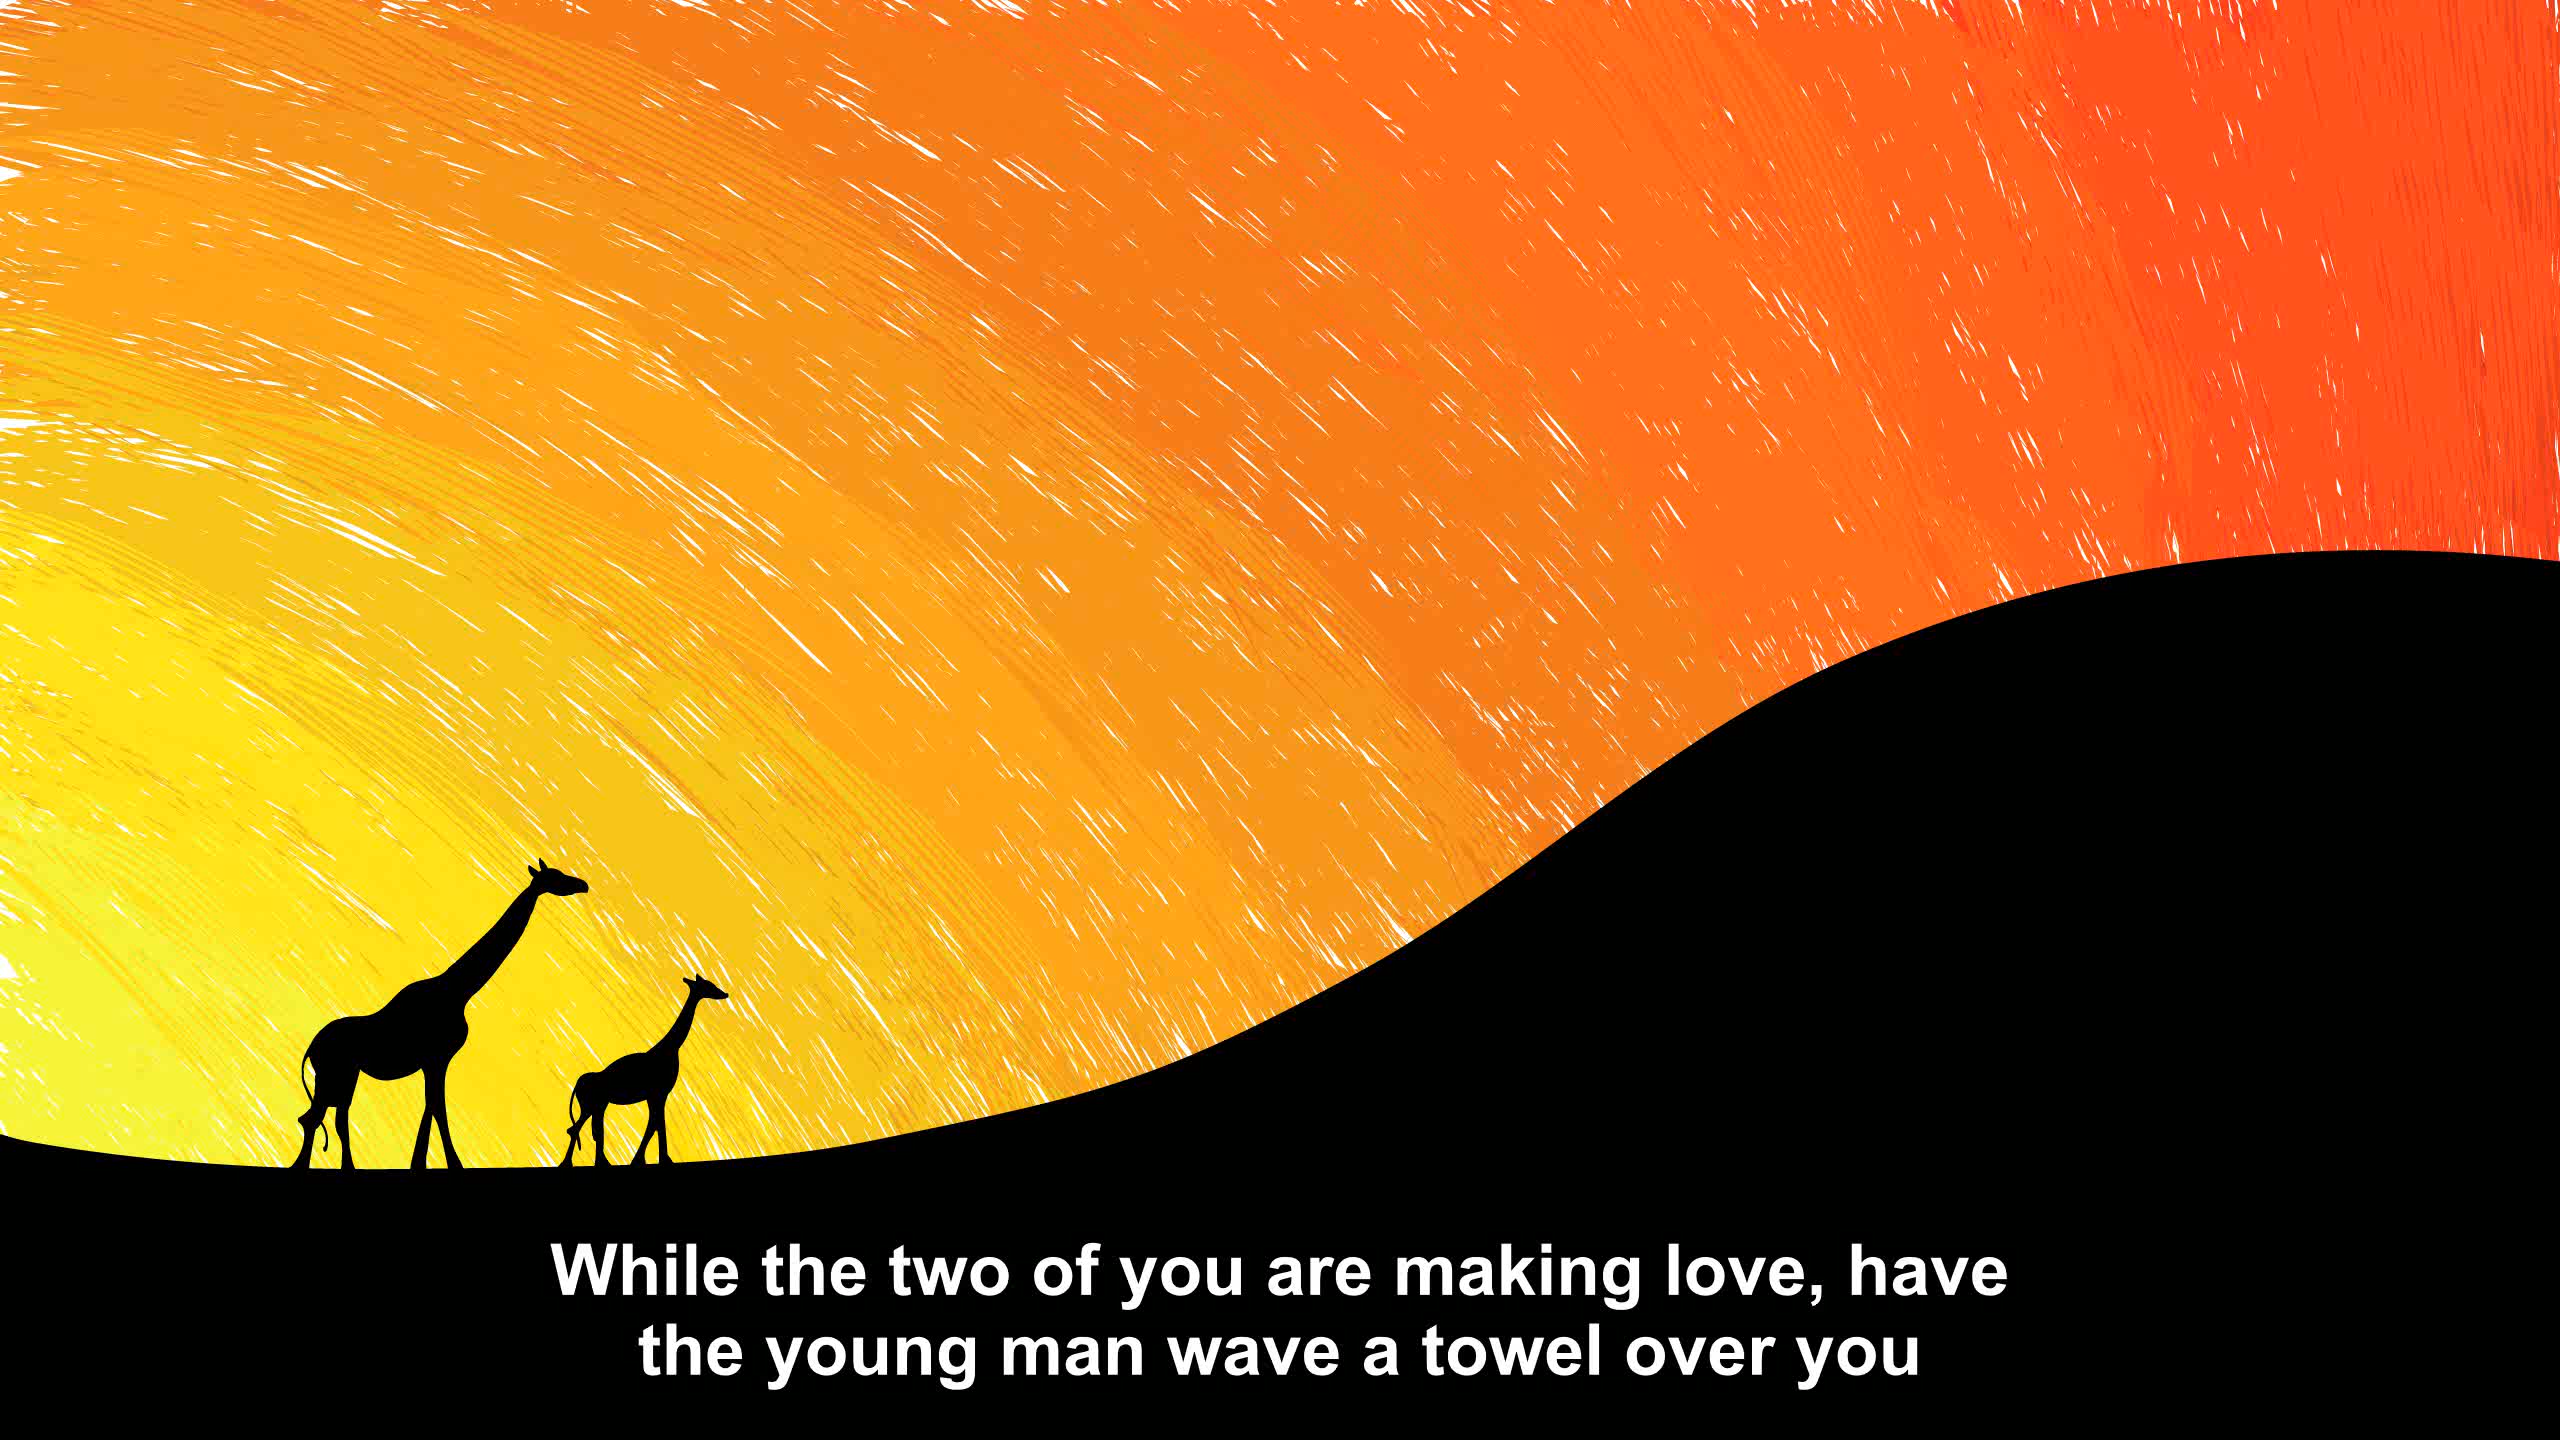 While the two of you are making love, have
the young man wave a towel over you